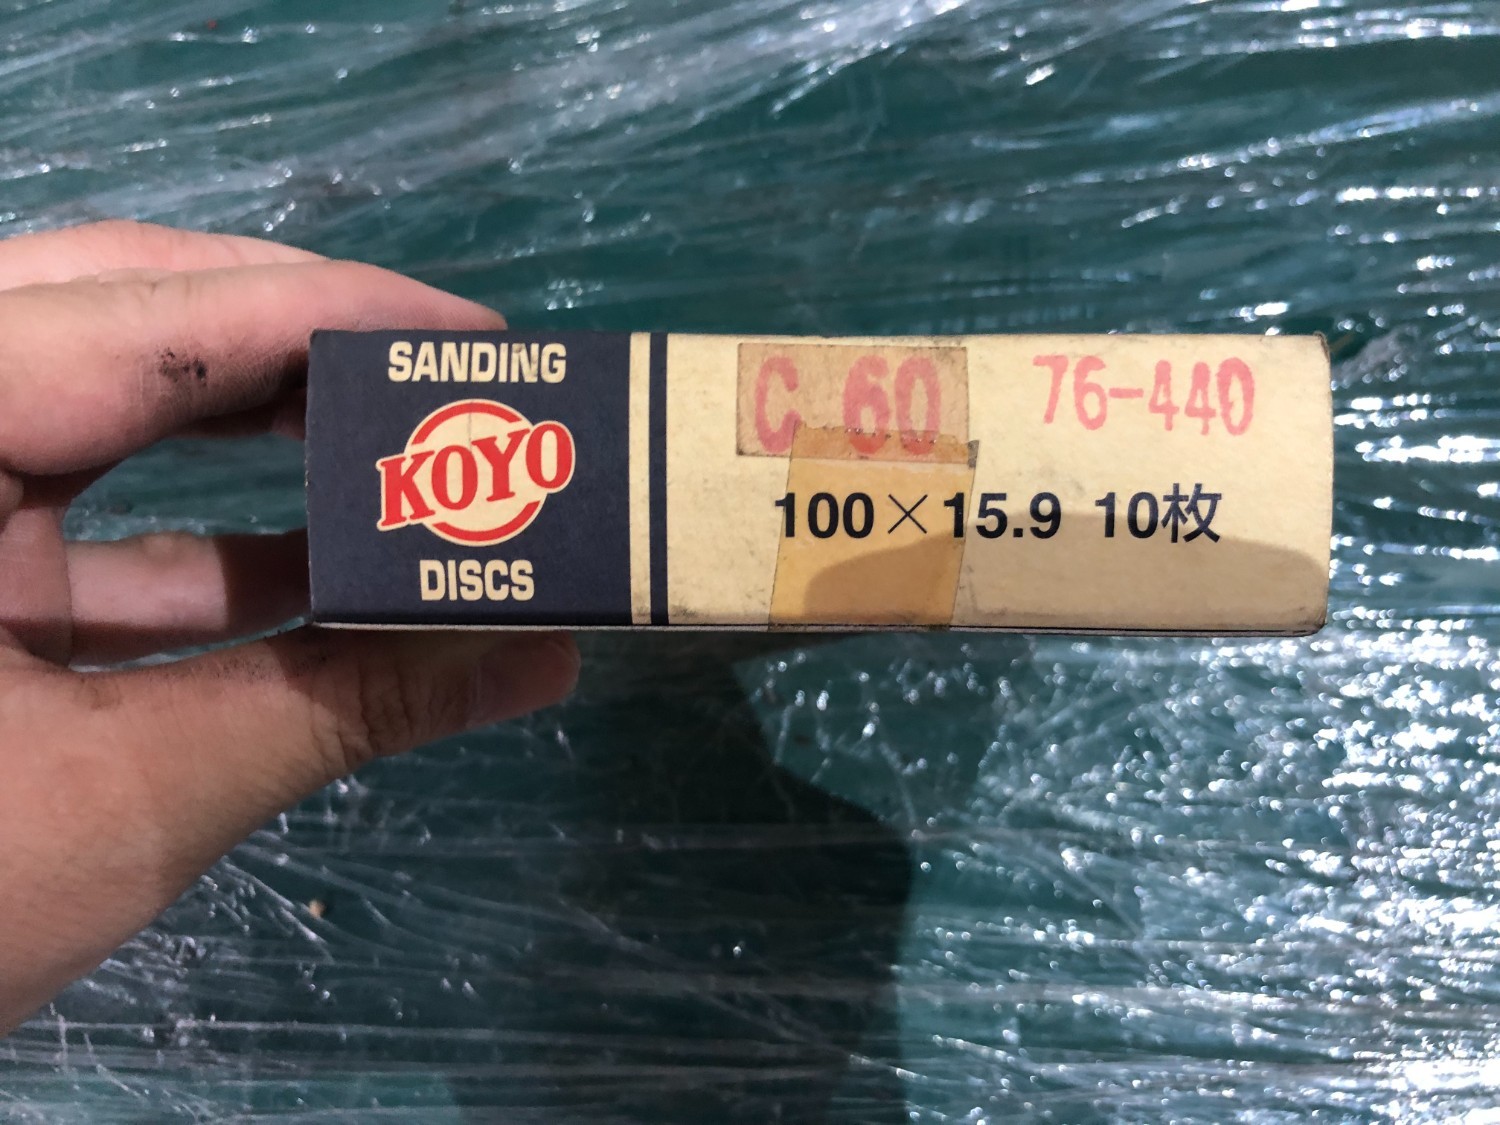 SANDING
KOYO
DISCS
C 60 76-440
100×15.9 10枚